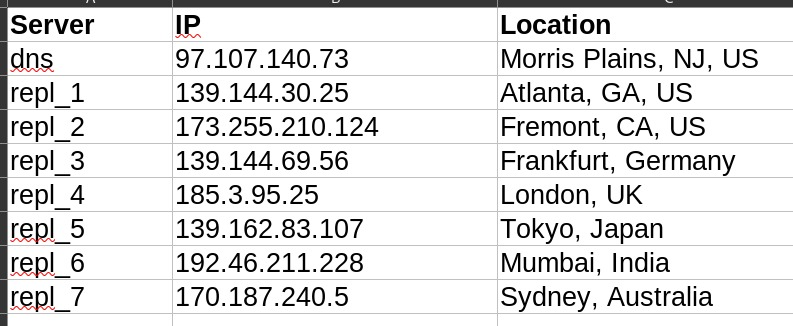 Server IP Location
dns 97.107.140.73 Morris Plains, NJ, US
repl_1 139.144.30.25 Atlanta, GA, US
repl_2 173.255.210.124 Fremont, CA, US
repl_3 139.144.69.56 Frankfurt, Germany
repl_4 185.3.95.25 London, UK
repl_5 139.162.83.107 Tokyo, Japan
repl_6 192.46.211.228 Mumbai, India
repl_7 170.187.240.5 Sydney, Australia